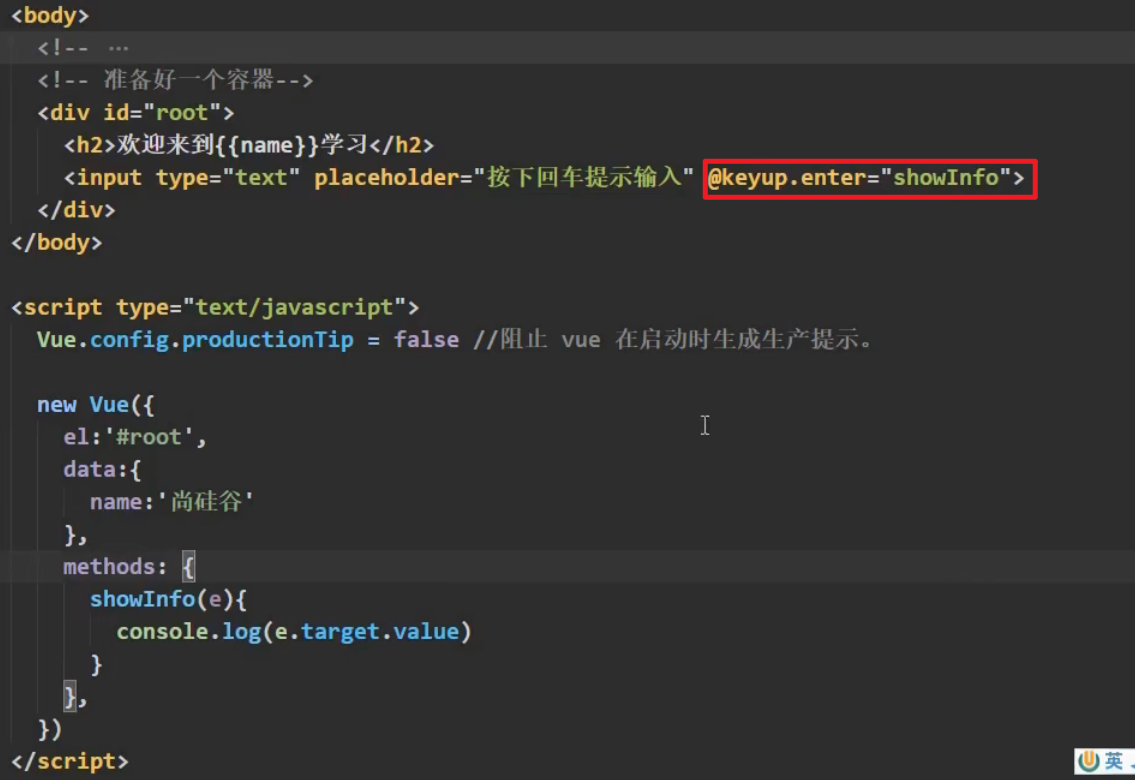 <body>
<!-- ···
<!-- 准备好一个容器-->
<div id="root">
<h2>欢迎来到{{name}}学习</h2>
<input type="text" placeholder="按下回车提示输入" @keyup.enter="showInfo">
</div>
</body>
<script type="text/javascript">
Vue.config.productionTip = false //阻止 vue 在启动时生成生产提示。
new Vue({
el:'#root',
data:{
name:'尚硅谷'
},
methods: {
showInfo(e){
console.log(e.target.value)
}
},
})
</script>
英